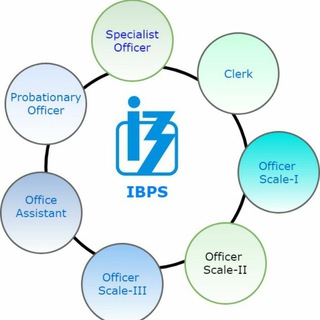 Specialist
Officer
Clerk
Probationary
Officer
IBPS
Officer
Scale-I
Office
Assistant
Officer
Scale-II
Officer
Scale-III